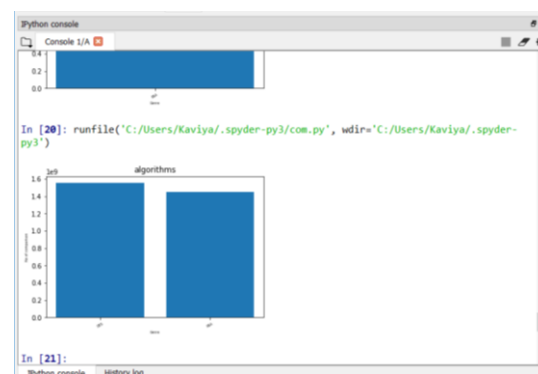 IPython console
Console 1/A
0.4
0.2
0.0
In [20]: runfile('C:/Users/Kaviya/.spyder-py3/com.py', wdir='C:/Users/Kaviya/.spyder-
py3')
1e9
algorithms
1.6
1.4
1.2
1.0
0.8
0.6
0.4
0.2
0.0
In [21]:
IPython console History log